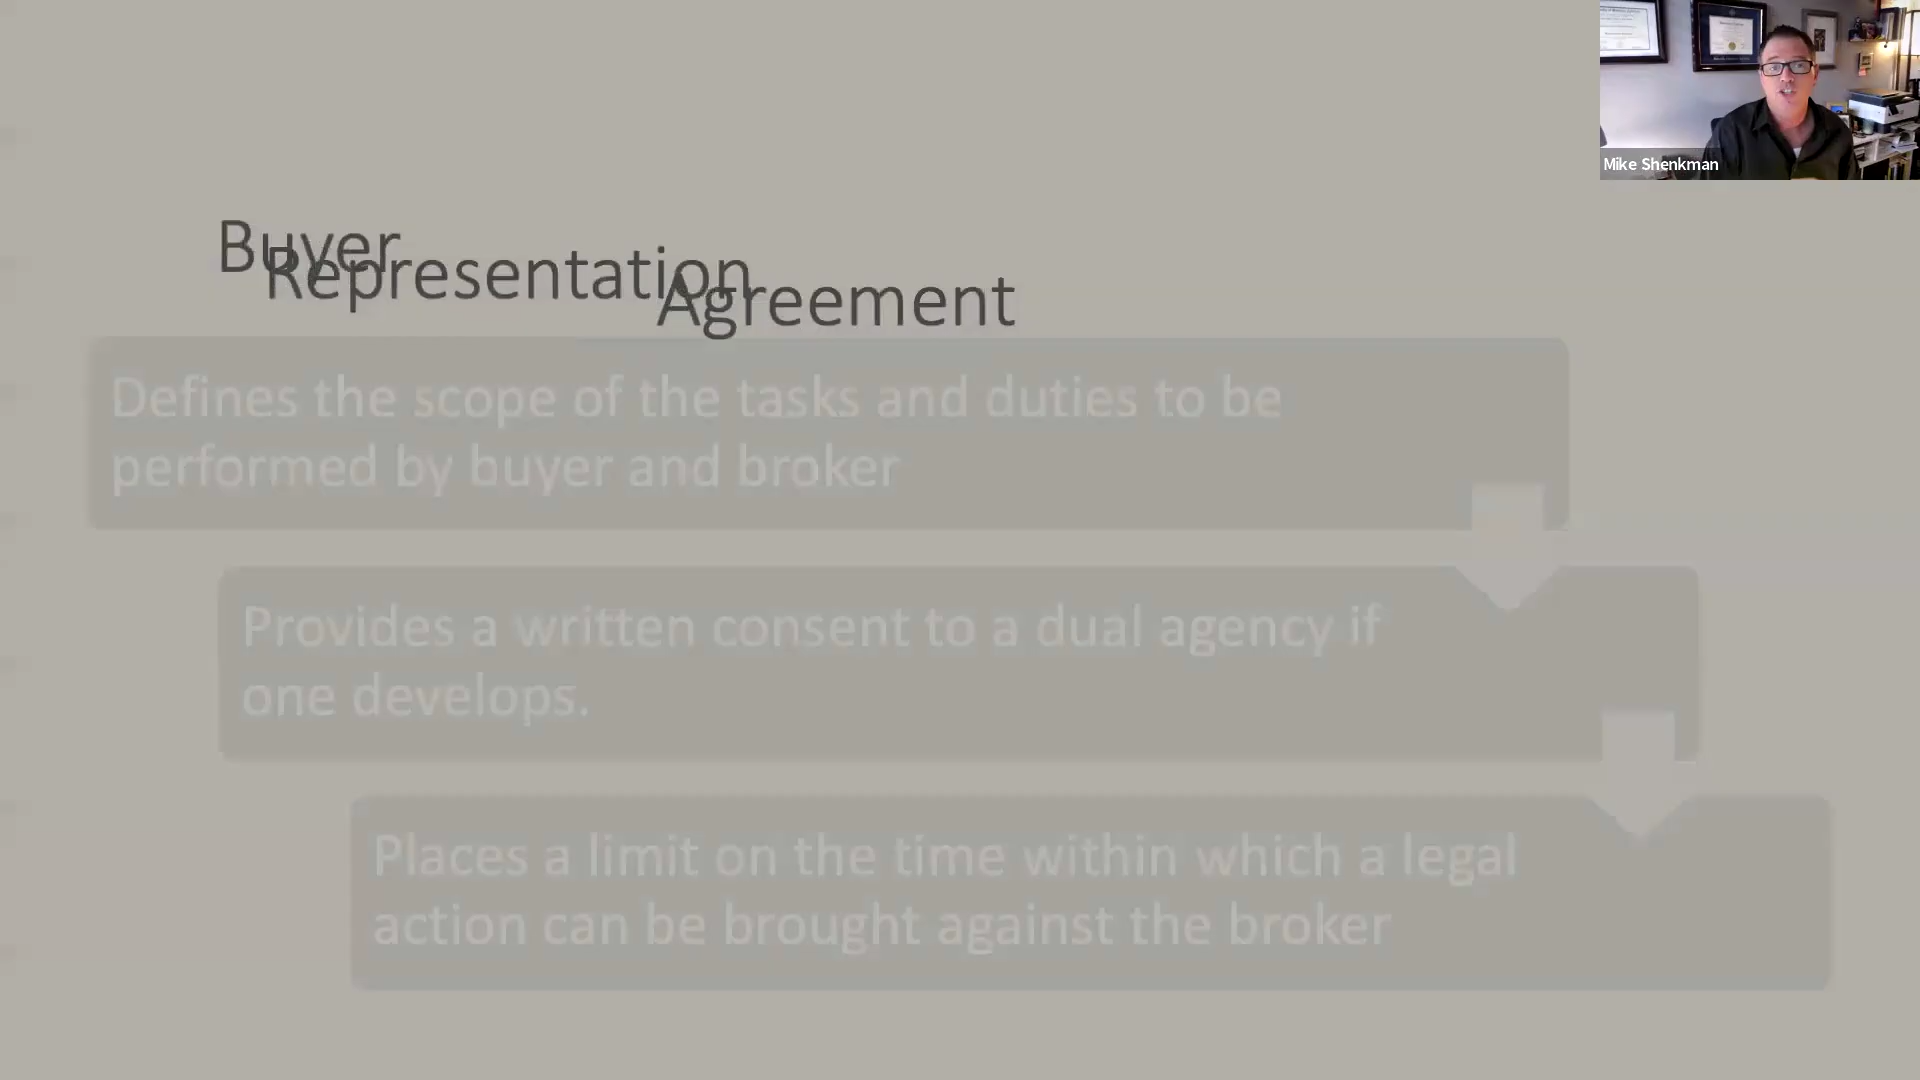 Mike Shenkman
Buyer
Representation
Agreement
Defines the scope of the tasks and duties to be
performed by buyer and broker
Provides a written consent to a dual agency if
one develops.
Places a limit on the time within which a legal
action can be brought against the broker